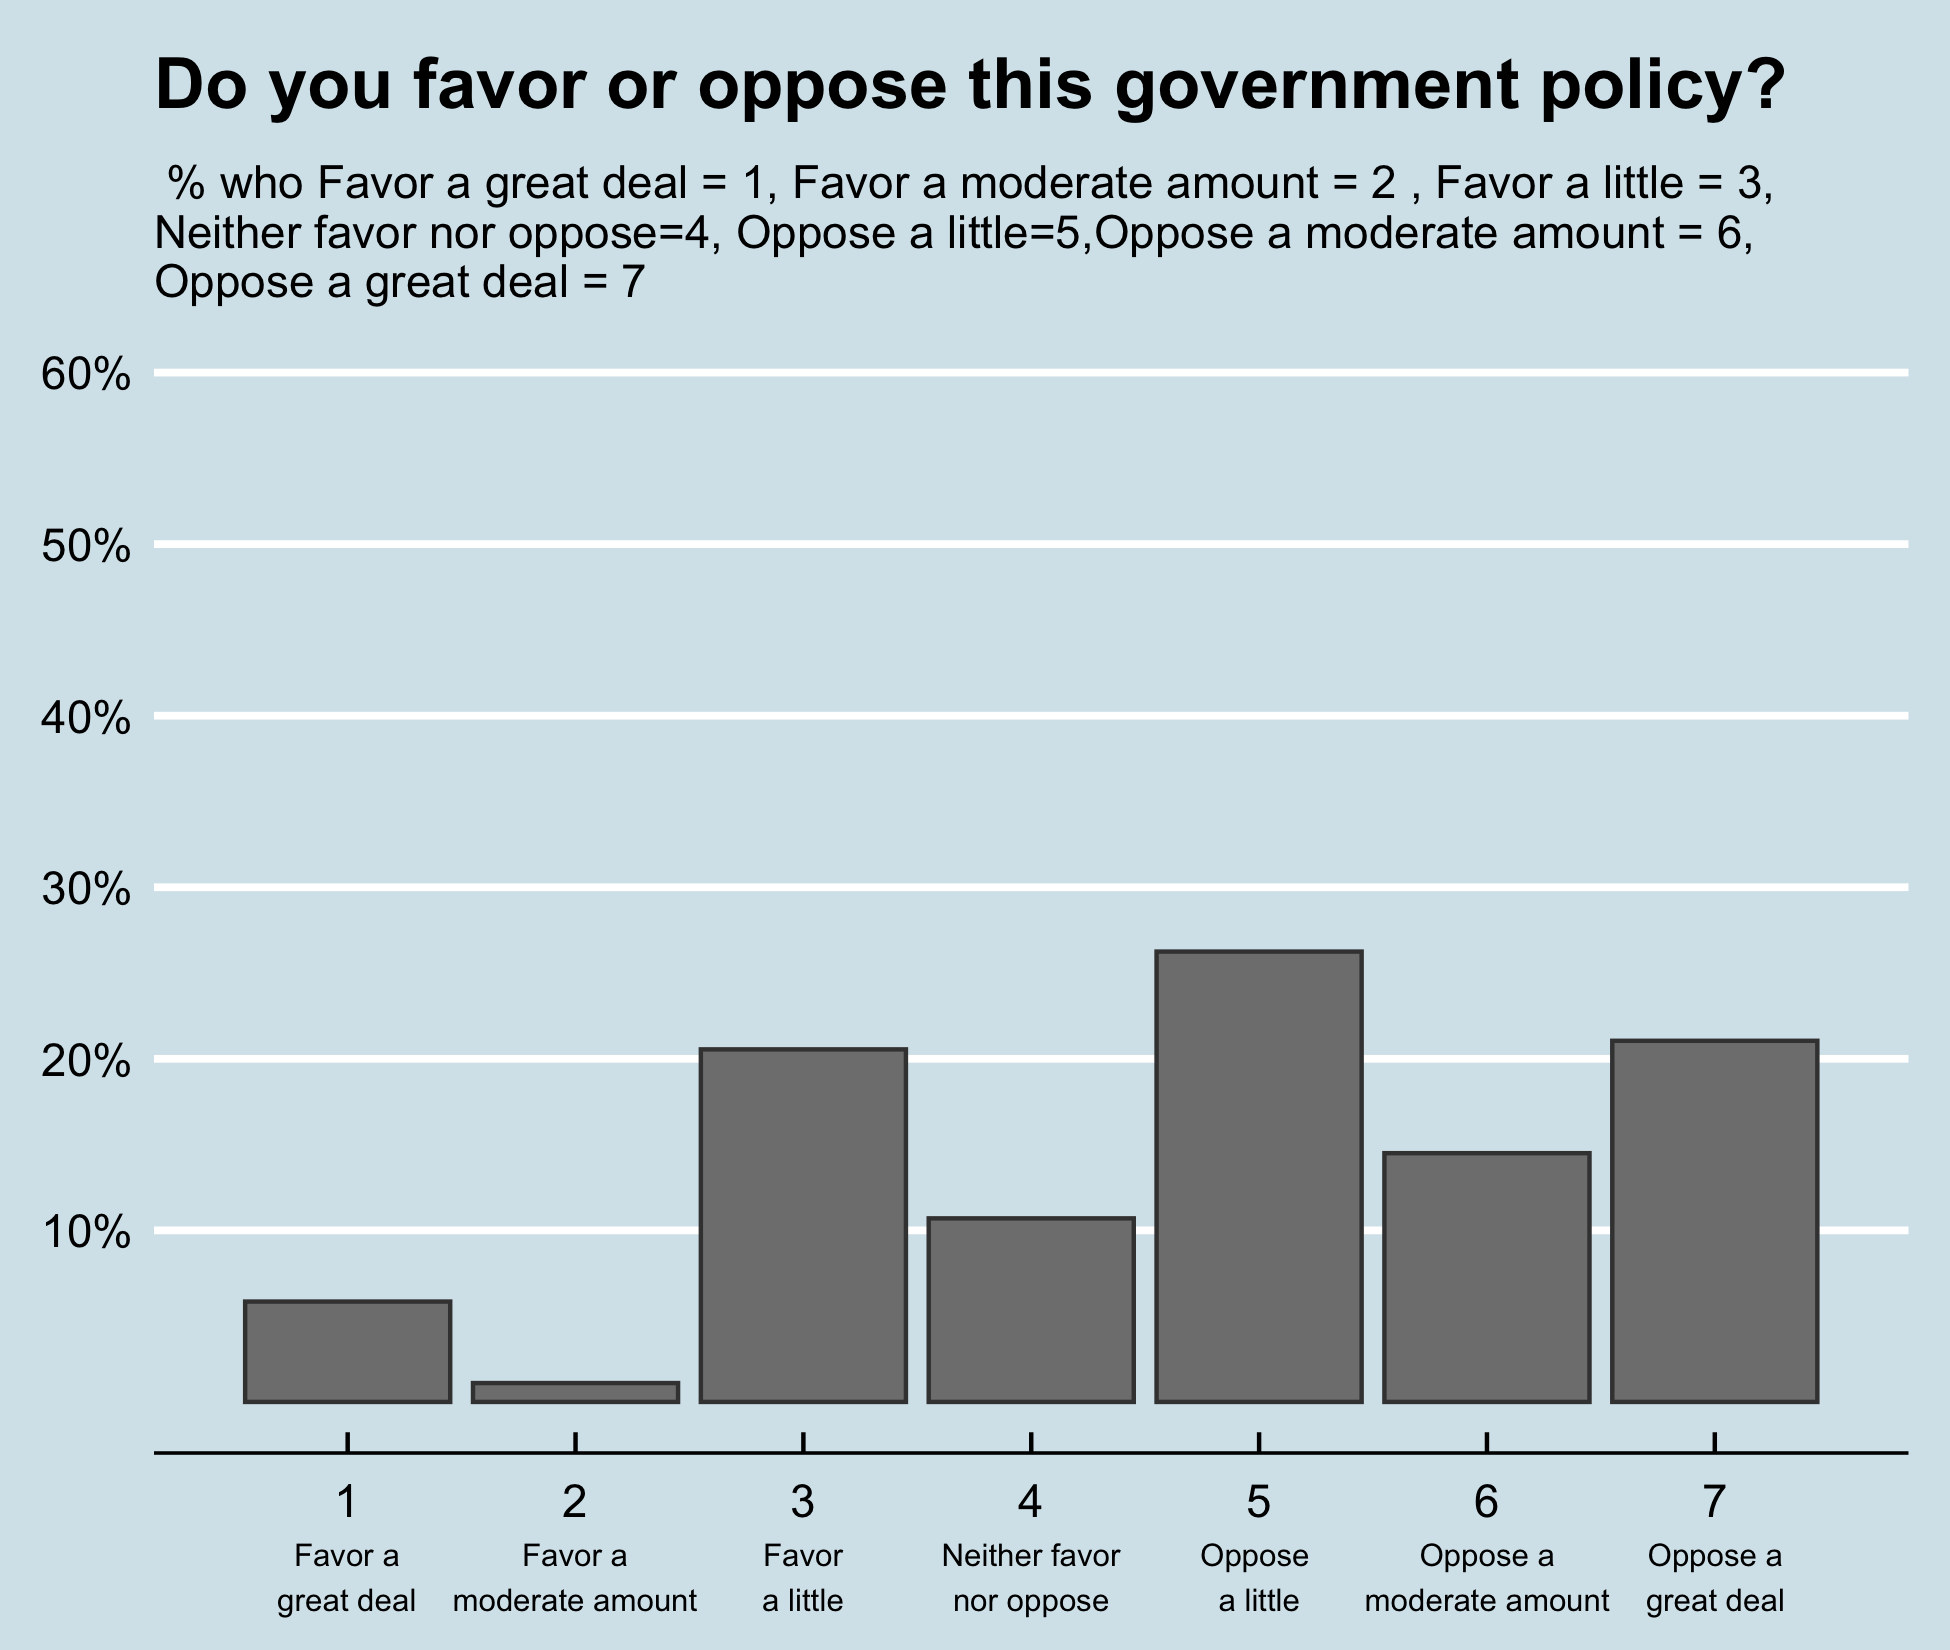 Do you favor or oppose this government policy?
% who Favor a great deal = 1, Favor a moderate amount = 2 , Favor a little = 3,
Neither favor nor oppose=4, Oppose a little=5,Oppose a moderate amount = 6,
Oppose a great deal = 7
60%
50%
40%
30%
20%
10%
1 2 3 4 5 6 7
Favor a Favor a Favor Neither favor Oppose Oppose a Oppose a
great deal moderate amount a little nor oppose a little moderate amount great deal